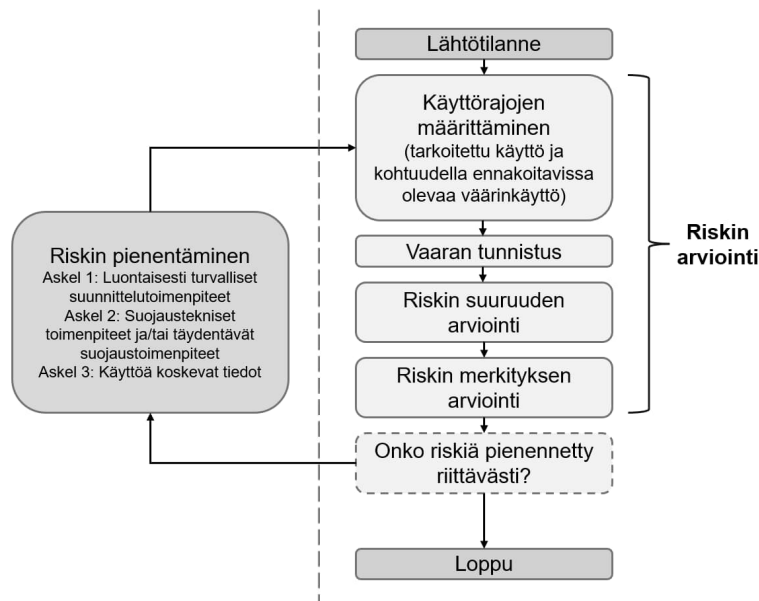 Lähtötilanne
Käyttörajojen
määrittäminen
(tarkoitettu käyttö ja
kohtuudella ennakoitavissa
olevaa väärinkäyttö)
Vaaran tunnistus
Riskin suuruuden
arviointi
Riskin merkityksen
arviointi
Onko riskiä pienennetty
riittävästi?
Loppu
Riskin
arviointi
Riskin pienentäminen
Askel 1: Luontaisesti turvalliset
suunnittelutoimenpiteet
Askel 2: Suojaustekniset
toimenpiteet ja/tai täydentävät
suojaustoimenpiteet
Askel 3: Käyttöä koskevat tiedot